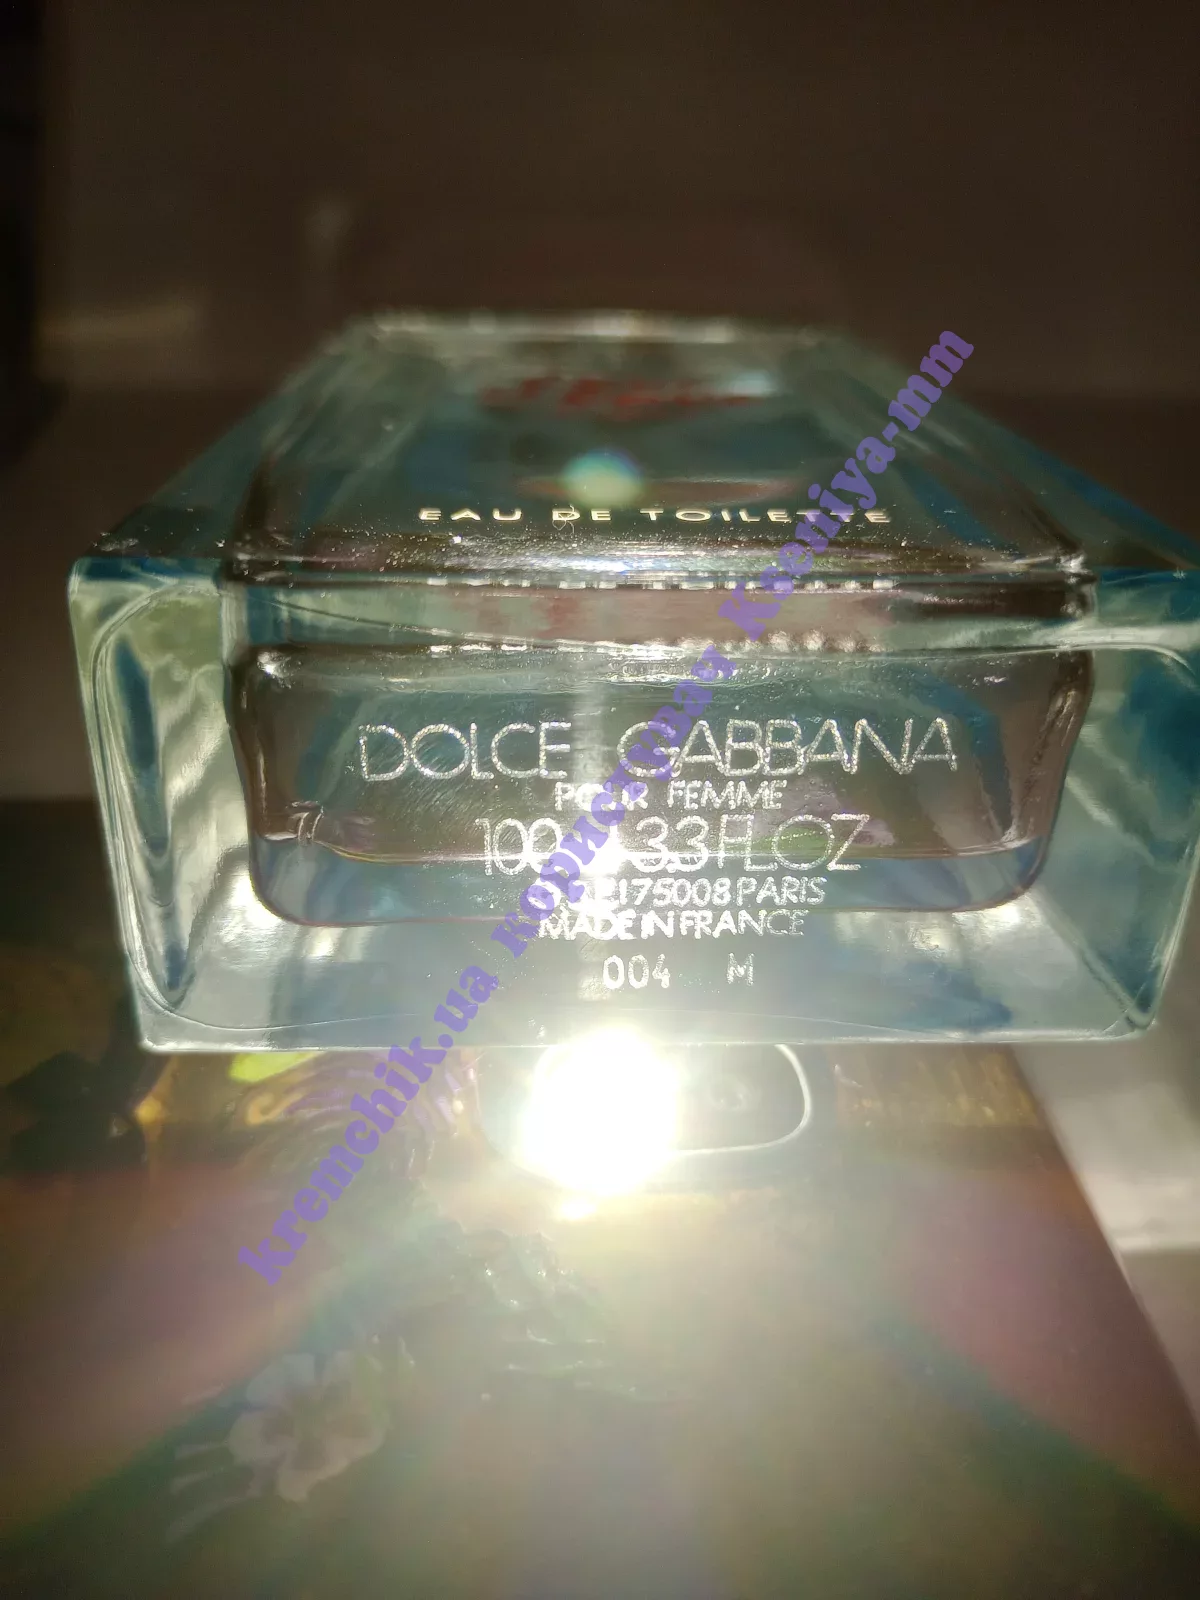 EAU DE TOILETTE
DOLCE GABBANA
POUR FEMME
100 3.3 FL OZ
175008 PARIS
MADE IN FRANCE
004 M
kremchik.ua користувач Kseniya-mm